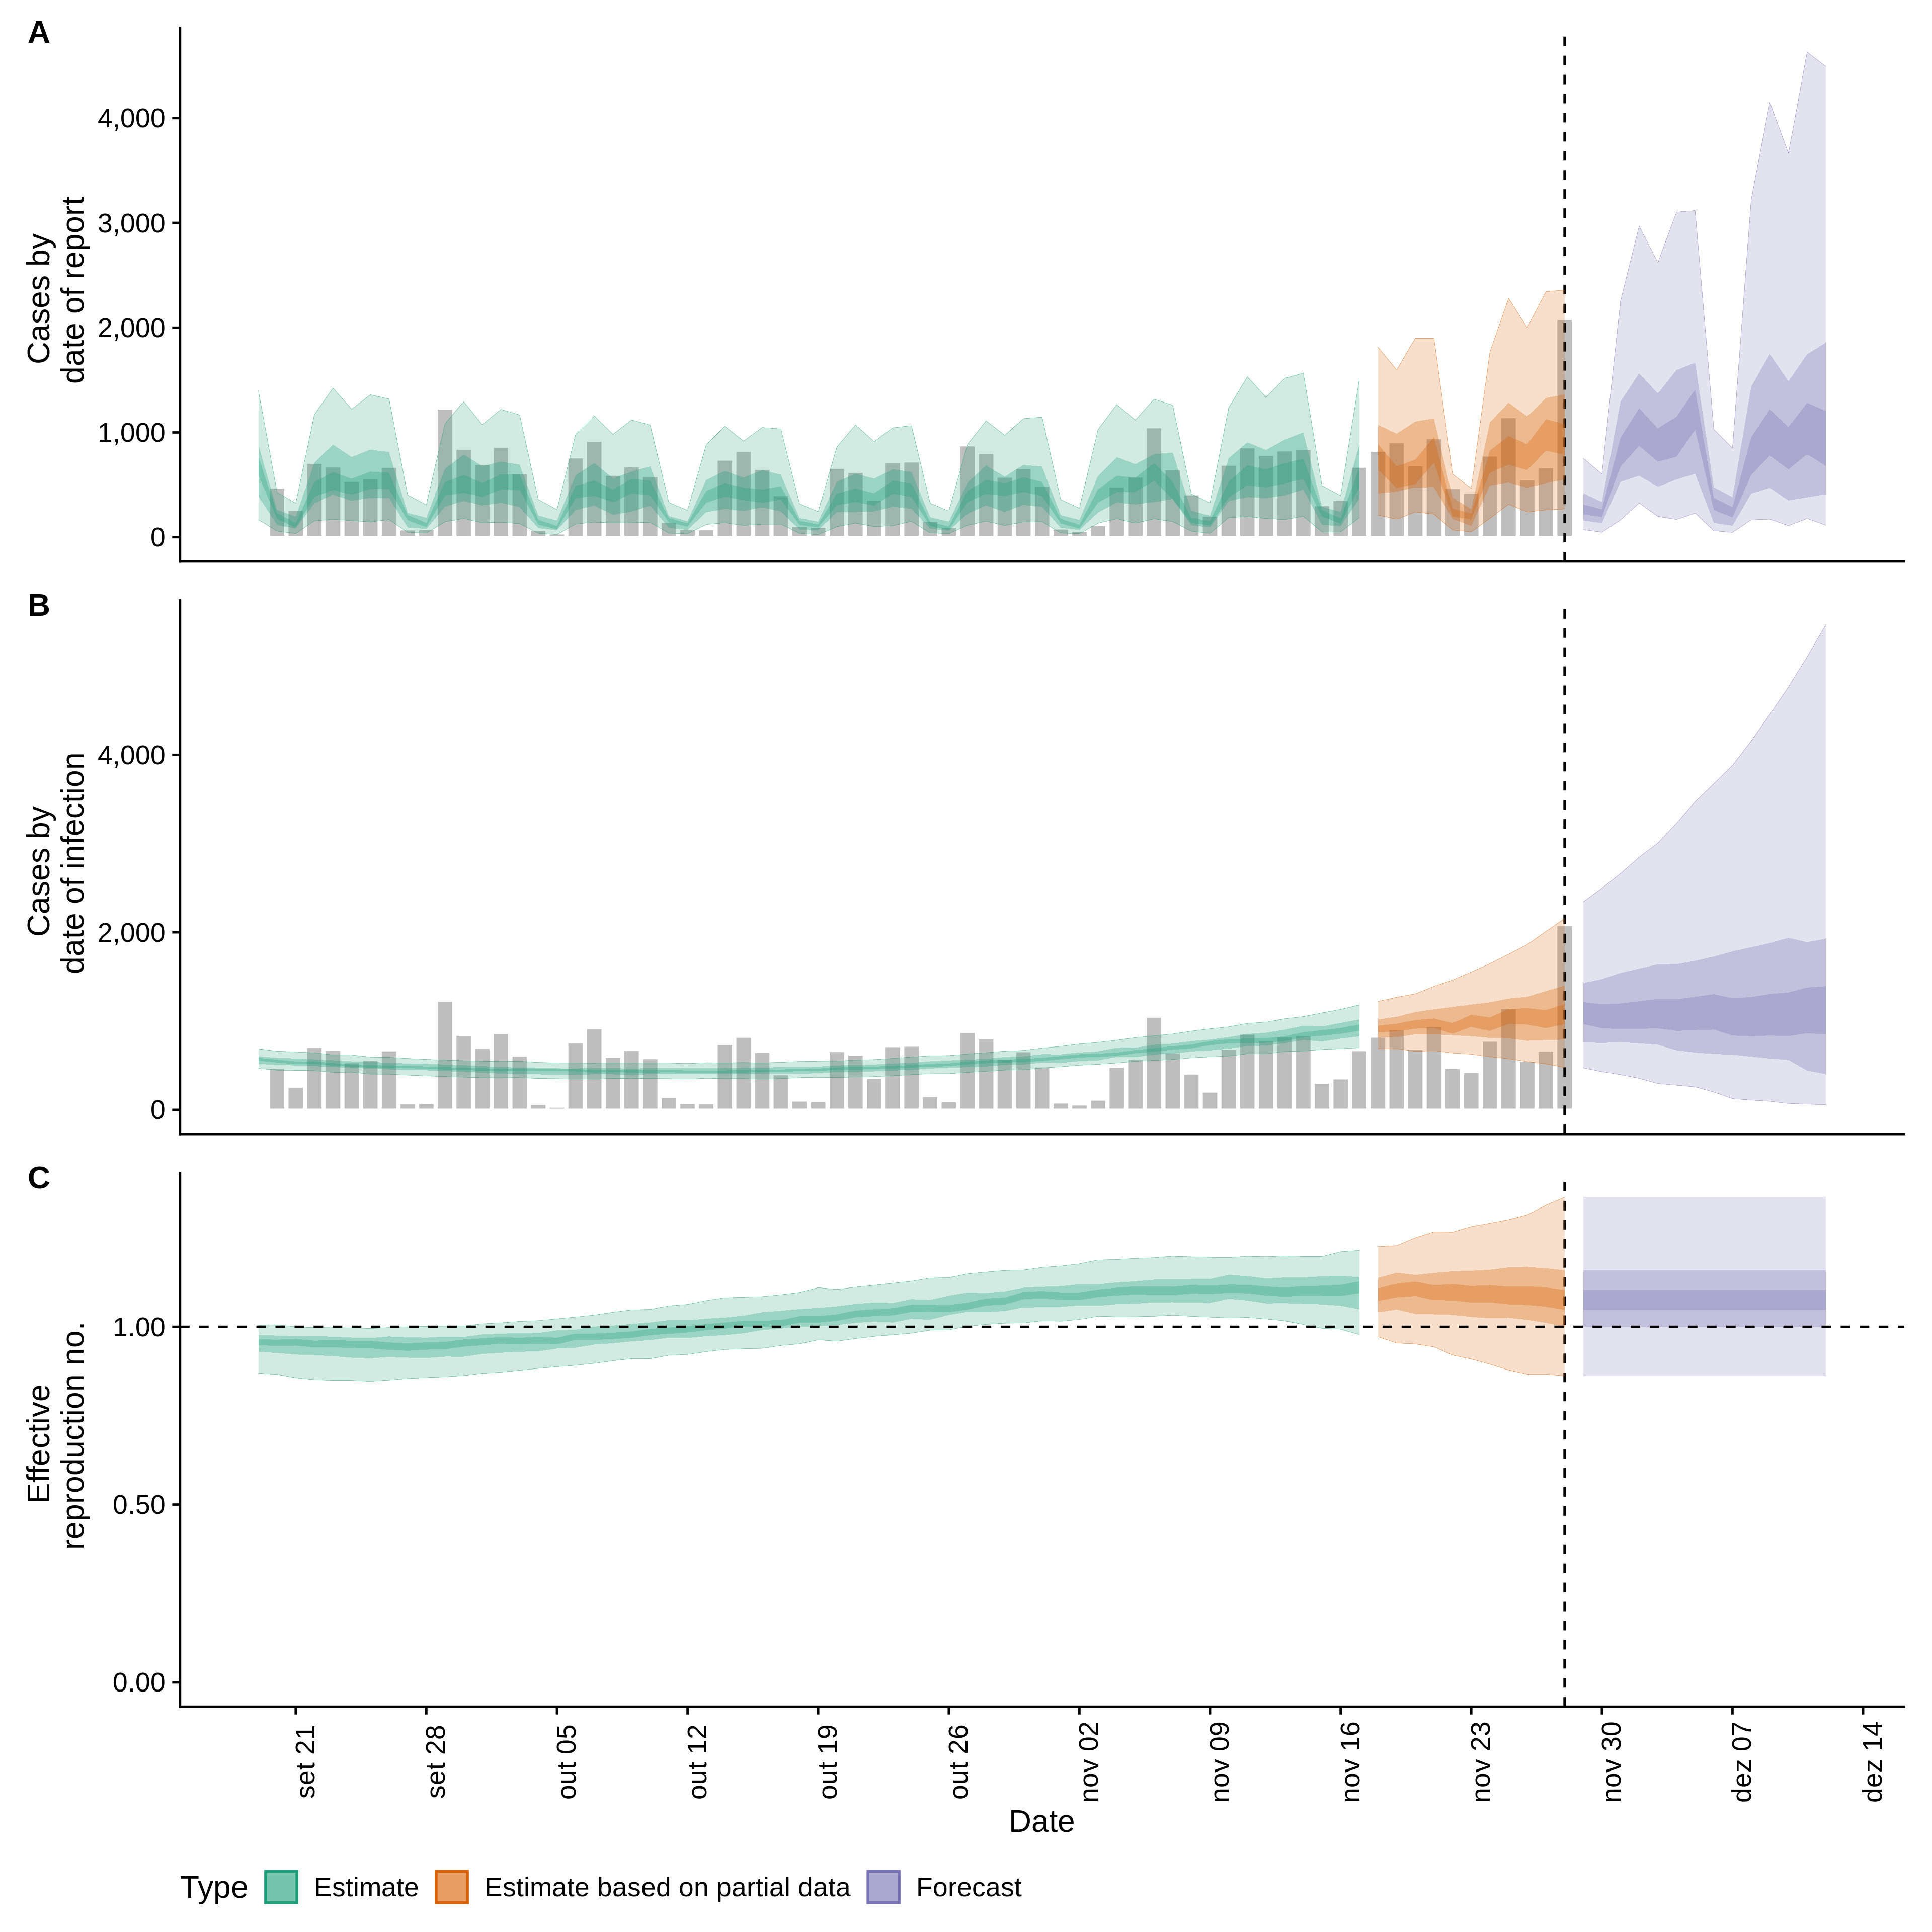 A
Cases by
date of report
4,000
3,000
2,000
1,000
0
B
Cases by
date of infection
4,000
2,000
0
C
Effective
reproduction no.
1.00
0.50
0.00
set 21
set 28
out 05
out 12
out 19
out 26
nov 02
nov 09
nov 16
nov 23
nov 30
dez 07
dez 14
Date
Type Estimate Estimate based on partial data Forecast